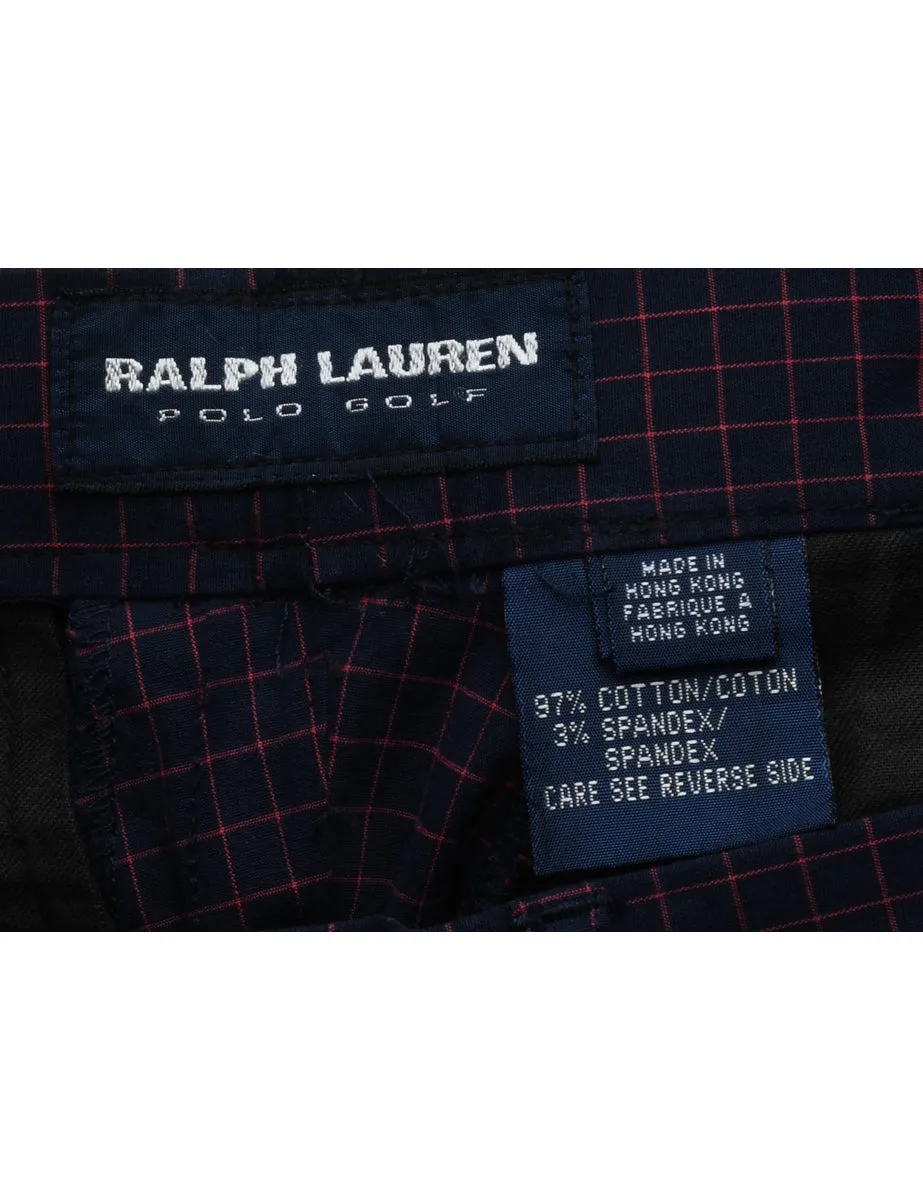 RALPH LAUREN
POLO GOLF
MADE IN
HONG KONG
FABRIQUE A
HONG KONG
97% COTTON/COTON
3% SPANDEX/
SPANDEX
CARE SEE REVERSE SIDE